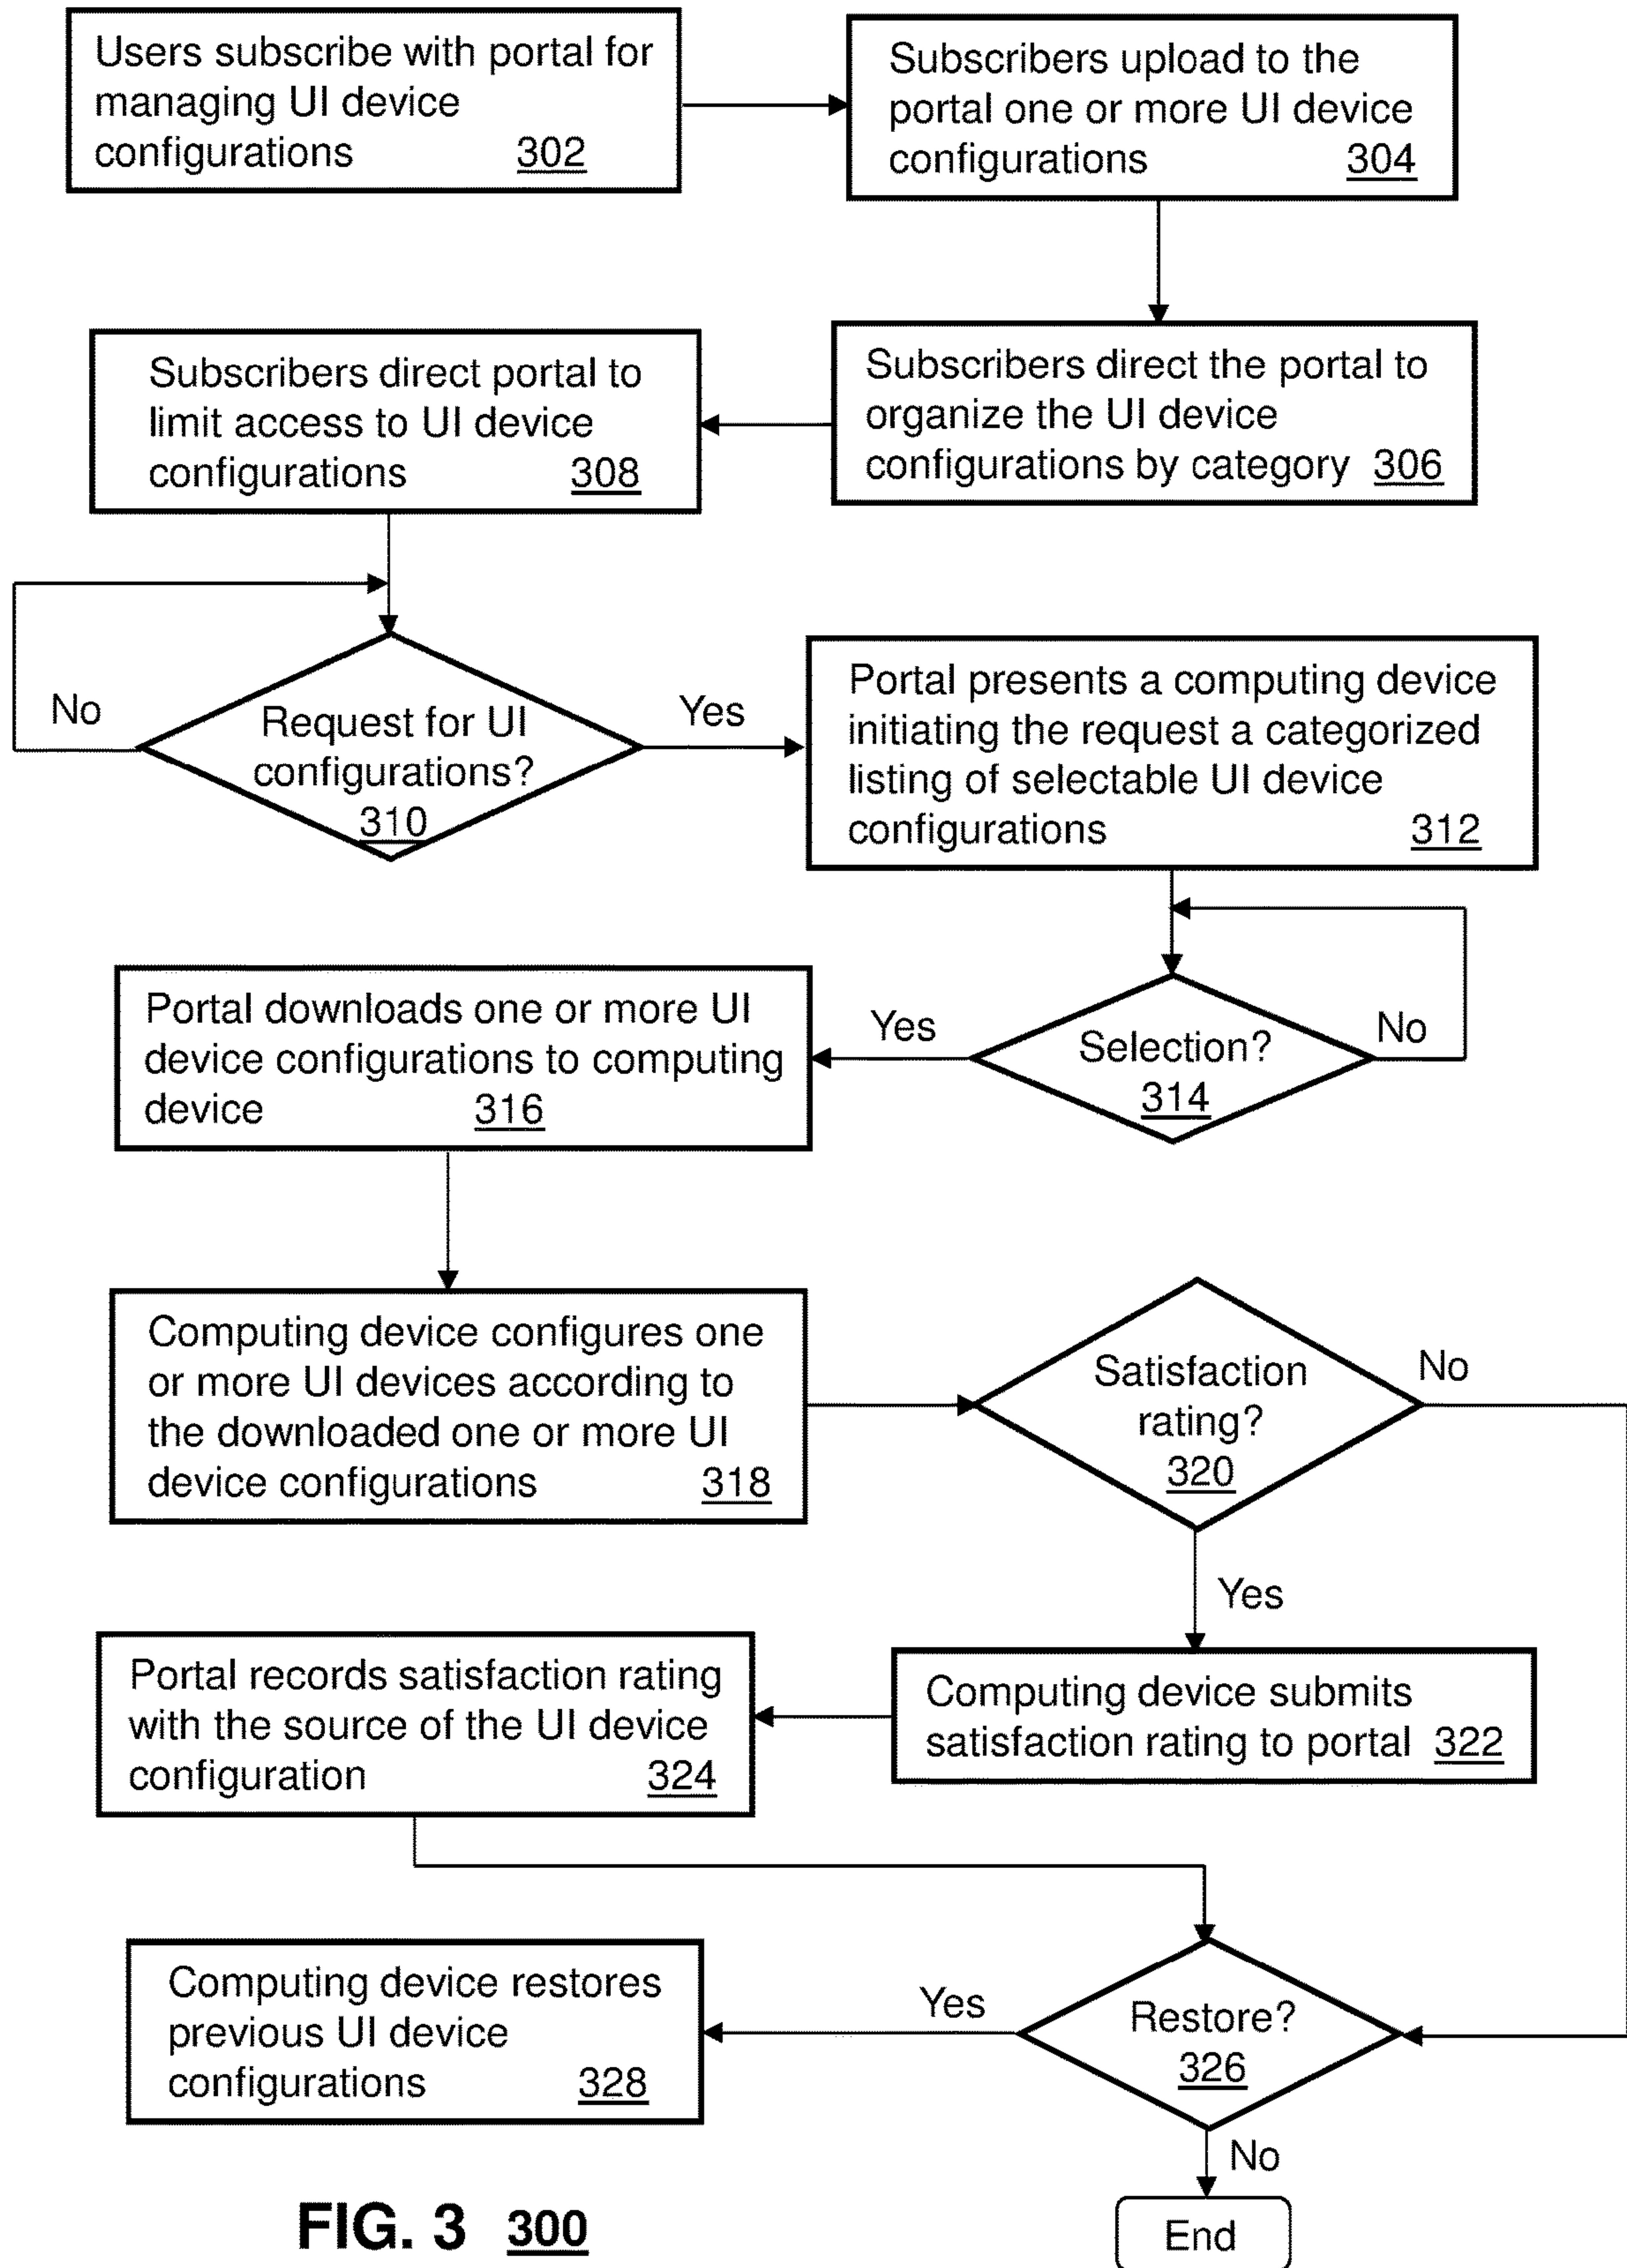 Users subscribe with portal for
managing UI device
configurations 302
Subscribers upload to the
portal one or more UI device
configurations 304
Subscribers direct the portal to
organize the UI device
configurations by category 306
Subscribers direct portal to
limit access to UI device
configurations 308
No
Request for UI
configurations?
310
Yes
Portal presents a computing device
initiating the request a categorized
listing of selectable UI device
configurations 312
Selection?
314
No
Yes
Portal downloads one or more UI
device configurations to computing
device 316
Computing device configures one
or more UI devices according to
the downloaded one or more UI
device configurations 318
Satisfaction
rating?
320
No
Yes
Computing device submits
satisfaction rating to portal 322
Portal records satisfaction rating
with the source of the UI device
configuration 324
Restore?
326
Yes
Computing device restores
previous UI device
configurations 328
No
End
FIG. 3 300